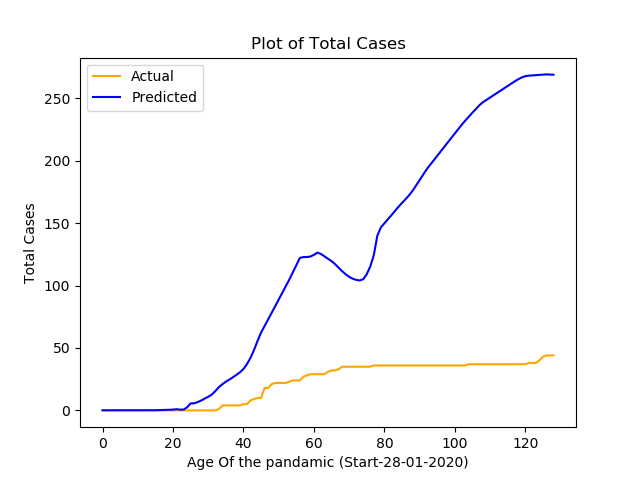 Plot of Total Cases
Actual
Predicted
250
200
150
100
50
0
Total Cases
0 20 40 60 80 100 120
Age Of the pandamic (Start-28-01-2020)